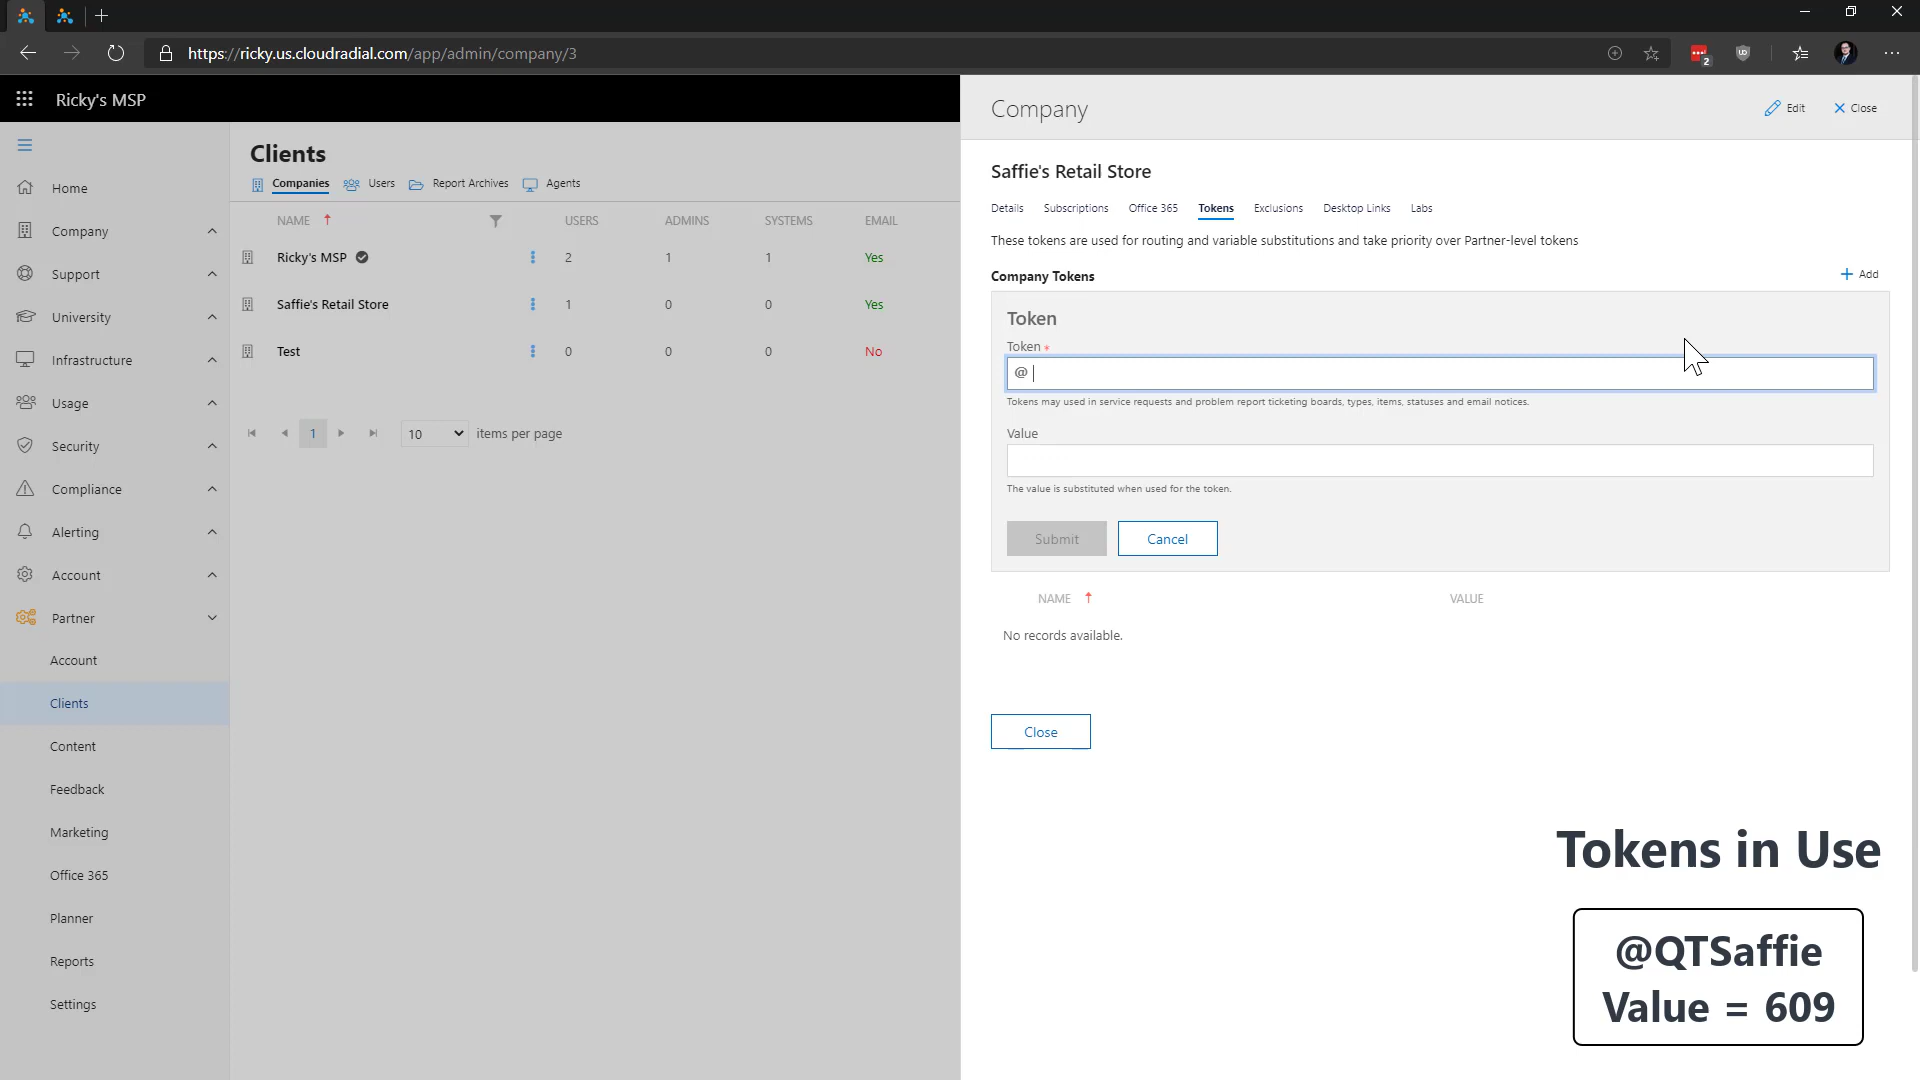 https://ricky.us.cloudradial.com/app/admin/company/3
2
Ricky's MSP
Home
Company
Support
University
Infrastructure
Usage
Security
Compliance
Alerting
Account
Partner
Account
Clients
Content
Feedback
Marketing
Office 365
Planner
Reports
Settings
Clients
Companies Users Report Archives Agents
NAME USERS ADMINS SYSTEMS EMAIL
Ricky's MSP 2 1 1 Yes
Saffie's Retail Store 1 0 0 Yes
Test 0 0 0 No
1 10 items per page
Company Edit Close
Saffie's Retail Store
Details Subscriptions Office 365 Tokens Exclusions Desktop Links Labs
These tokens are used for routing and variable substitutions and take priority over Partner-level tokens
Company Tokens Add
Token
Token *
@
Tokens may used in service requests and problem report ticketing boards, types, items, statuses and email notices.
Value
The value is substituted when used for the token.
Submit Cancel
NAME VALUE
No records available.
Close
Tokens in Use
@QTSaffie
Value = 609